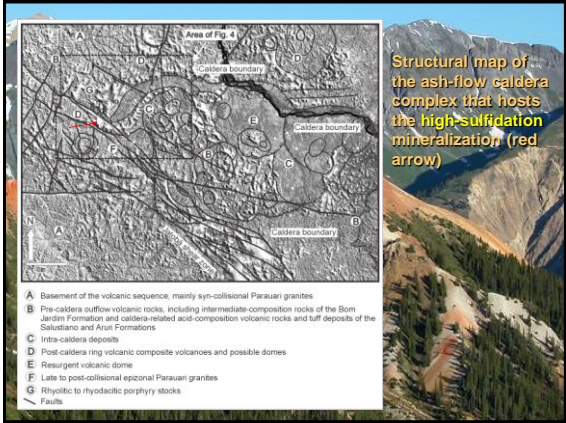 A
Area of Fig. 4
Caldera boundary
D
D
B
G
C
D
E
Caldera boundary
F
B
C
B
Caldera boundary
N
A
A Basement of the volcanic sequence, mainly syn-collisional Parauari granites
B Pre-caldera outflow volcanic rocks, including intermediate-composition rocks of the Bom
Jardim Formation and caldera-related acid-composition volcanic rocks and tuff deposits of the
Salustiano and Aruri Formations
C Intra-caldera deposits
D Post-caldera ring volcanic composite volcanoes and possible domes
E Resurgent volcanic dome
F Late to post-collisional epizonal Parauari granites
G Rhyolitic to rhyodacitic porphyry stocks
Faults
Structural map of
the ash-flow caldera
complex that hosts
the high-sulfidation
mineralization (red
arrow)